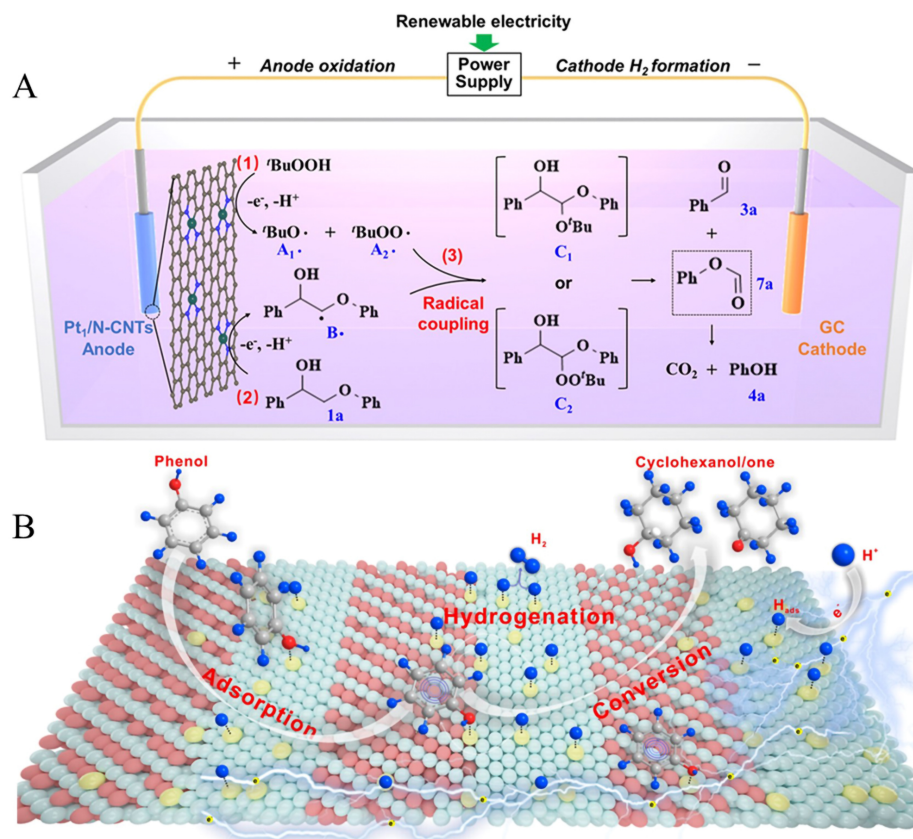 Renewable electricity
A
+ Anode oxidation
Power
Supply
Cathode H₂ formation −
(1) ᵗBuOOH
-e⁻, -H⁺
ᵗBuO· + ᵗBuOO·
A₁· A₂·
(3)
Radical
coupling
OH
Ph O Ph
B·
-e⁻, -H⁺
(2)
OH
Ph O Ph
1a
Pt₁/N-CNTs
Anode
OH
Ph O Ph
OᵗBu
C₁
or
OH
Ph O Ph
OOᵗBu
C₂
O
Ph
3a
+
Ph O
O
7a
CO₂ + PhOH
4a
GC
Cathode
B
Phenol
Cyclohexanol/one
H₂
H⁺
Hydrogenation
H_ads
e⁻
Adsorption
Conversion